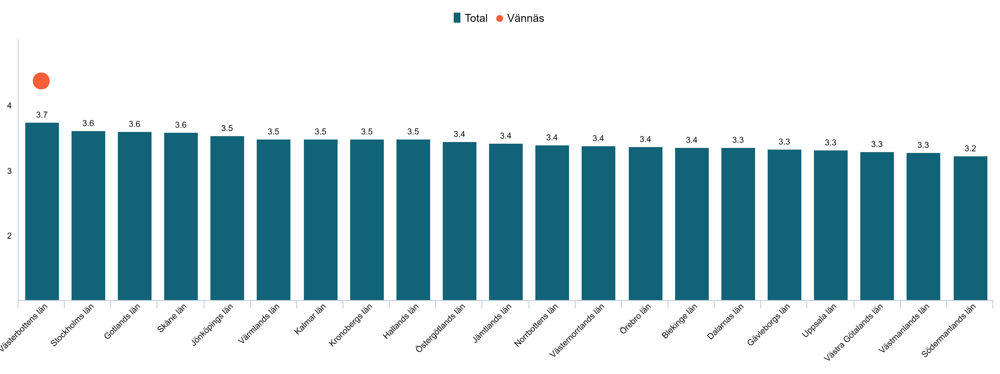 Total Vännäs
4
3
2
3.7
3.6
3.6
3.6
3.5
3.5
3.5
3.5
3.5
3.4
3.4
3.4
3.4
3.4
3.4
3.3
3.3
3.3
3.3
3.3
3.2
Västerbottens län
Stockholms län
Gotlands län
Skåne län
Jönköpings län
Värmlands län
Kalmar län
Kronobergs län
Hallands län
Östergötlands län
Jämtlands län
Norrbottens län
Västernorrlands län
Örebro län
Blekinge län
Dalarnas län
Gävleborgs län
Uppsala län
Västra Götalands län
Västmanlands län
Södermanlands län